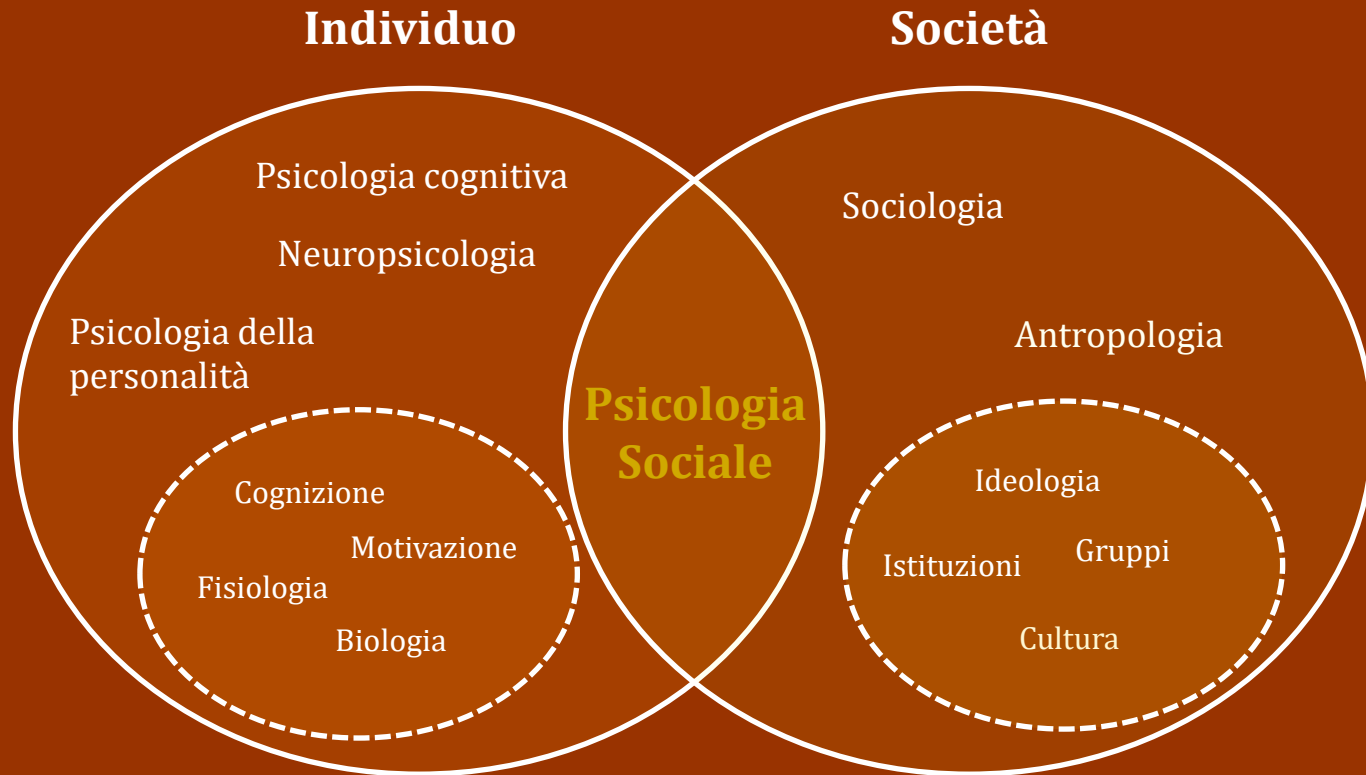 Individuo
Società
Psicologia cognitiva
Neuropsicologia
Psicologia della
personalità
Cognizione
Motivazione
Fisiologia
Biologia
Psicologia
Sociale
Sociologia
Antropologia
Ideologia
Istituzioni
Gruppi
Cultura